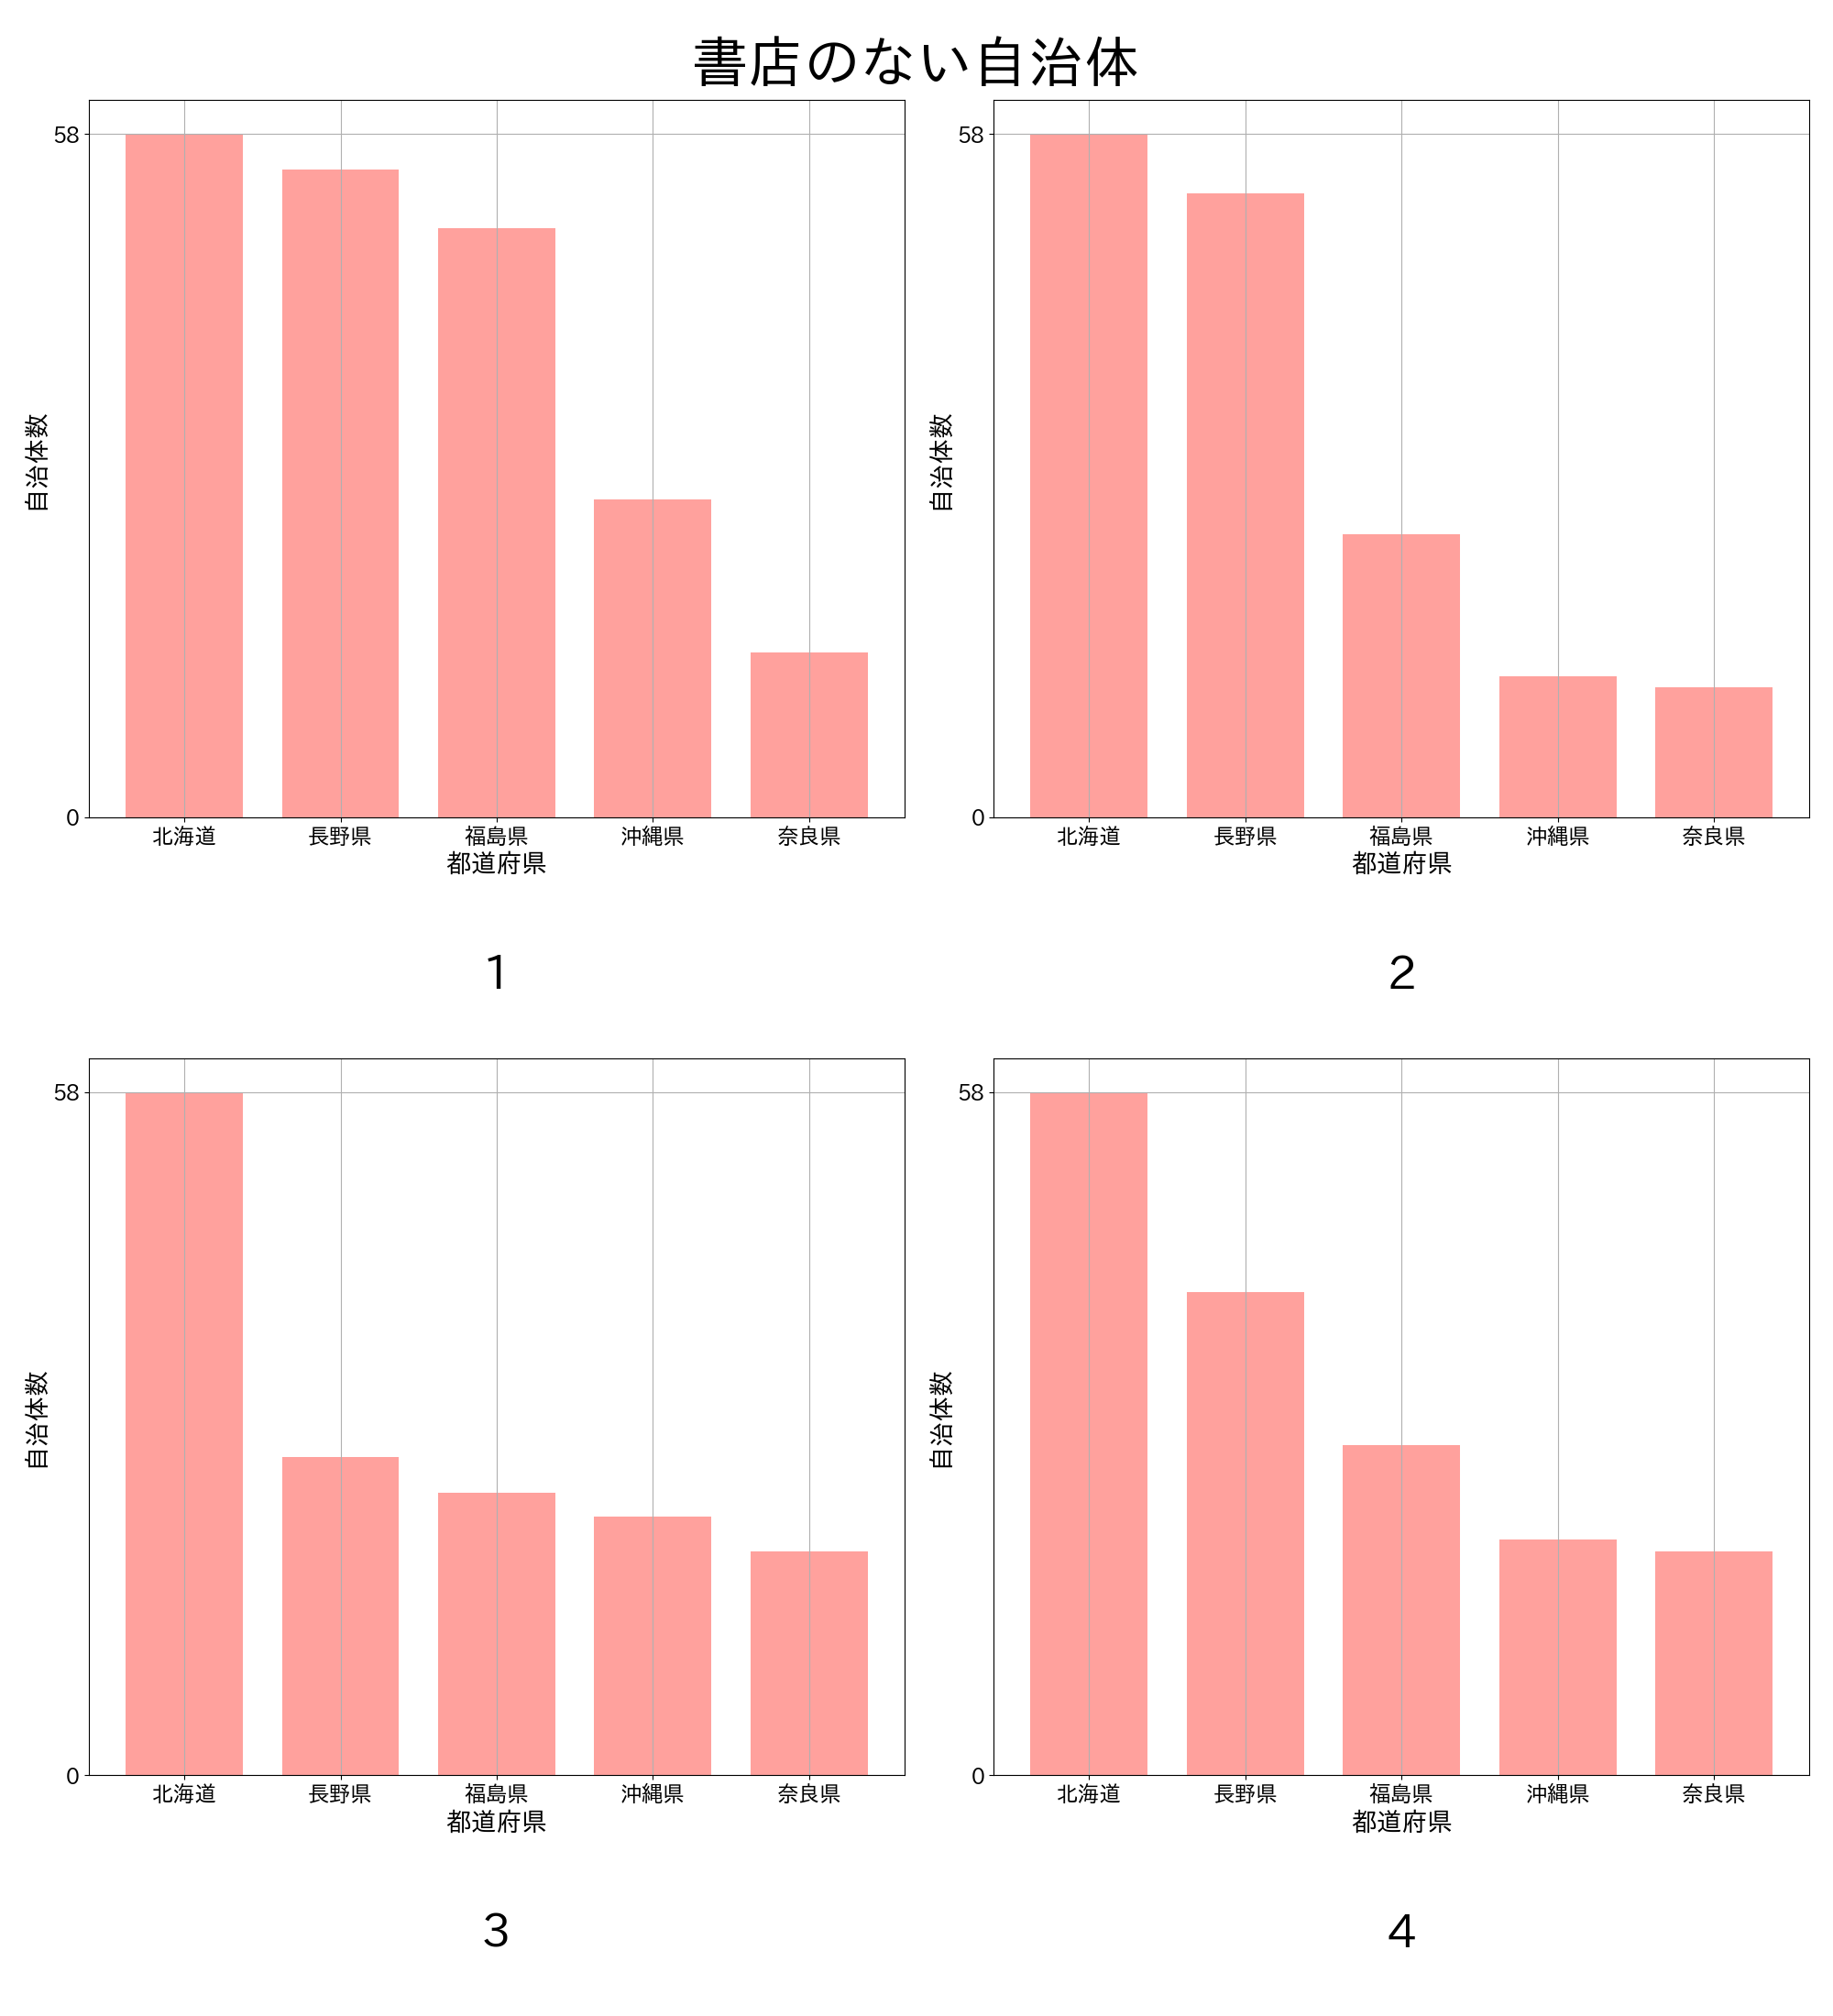 書店のない自治体
58
0
自治体数
北海道 長野県 福島県 沖縄県 奈良県
都道府県
1
58
0
自治体数
北海道 長野県 福島県 沖縄県 奈良県
都道府県
2
58
0
自治体数
北海道 長野県 福島県 沖縄県 奈良県
都道府県
3
58
0
自治体数
北海道 長野県 福島県 沖縄県 奈良県
都道府県
4